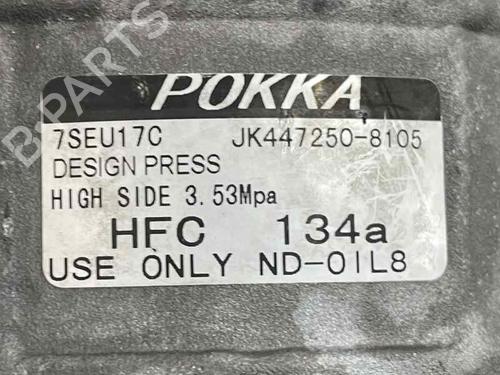 B-PARTS
POKKA
7SEU17C JK447250-8105
DESIGN PRESS
HIGH SIDE 3.53Mpa
HFC 134a
USE ONLY ND-OIL8